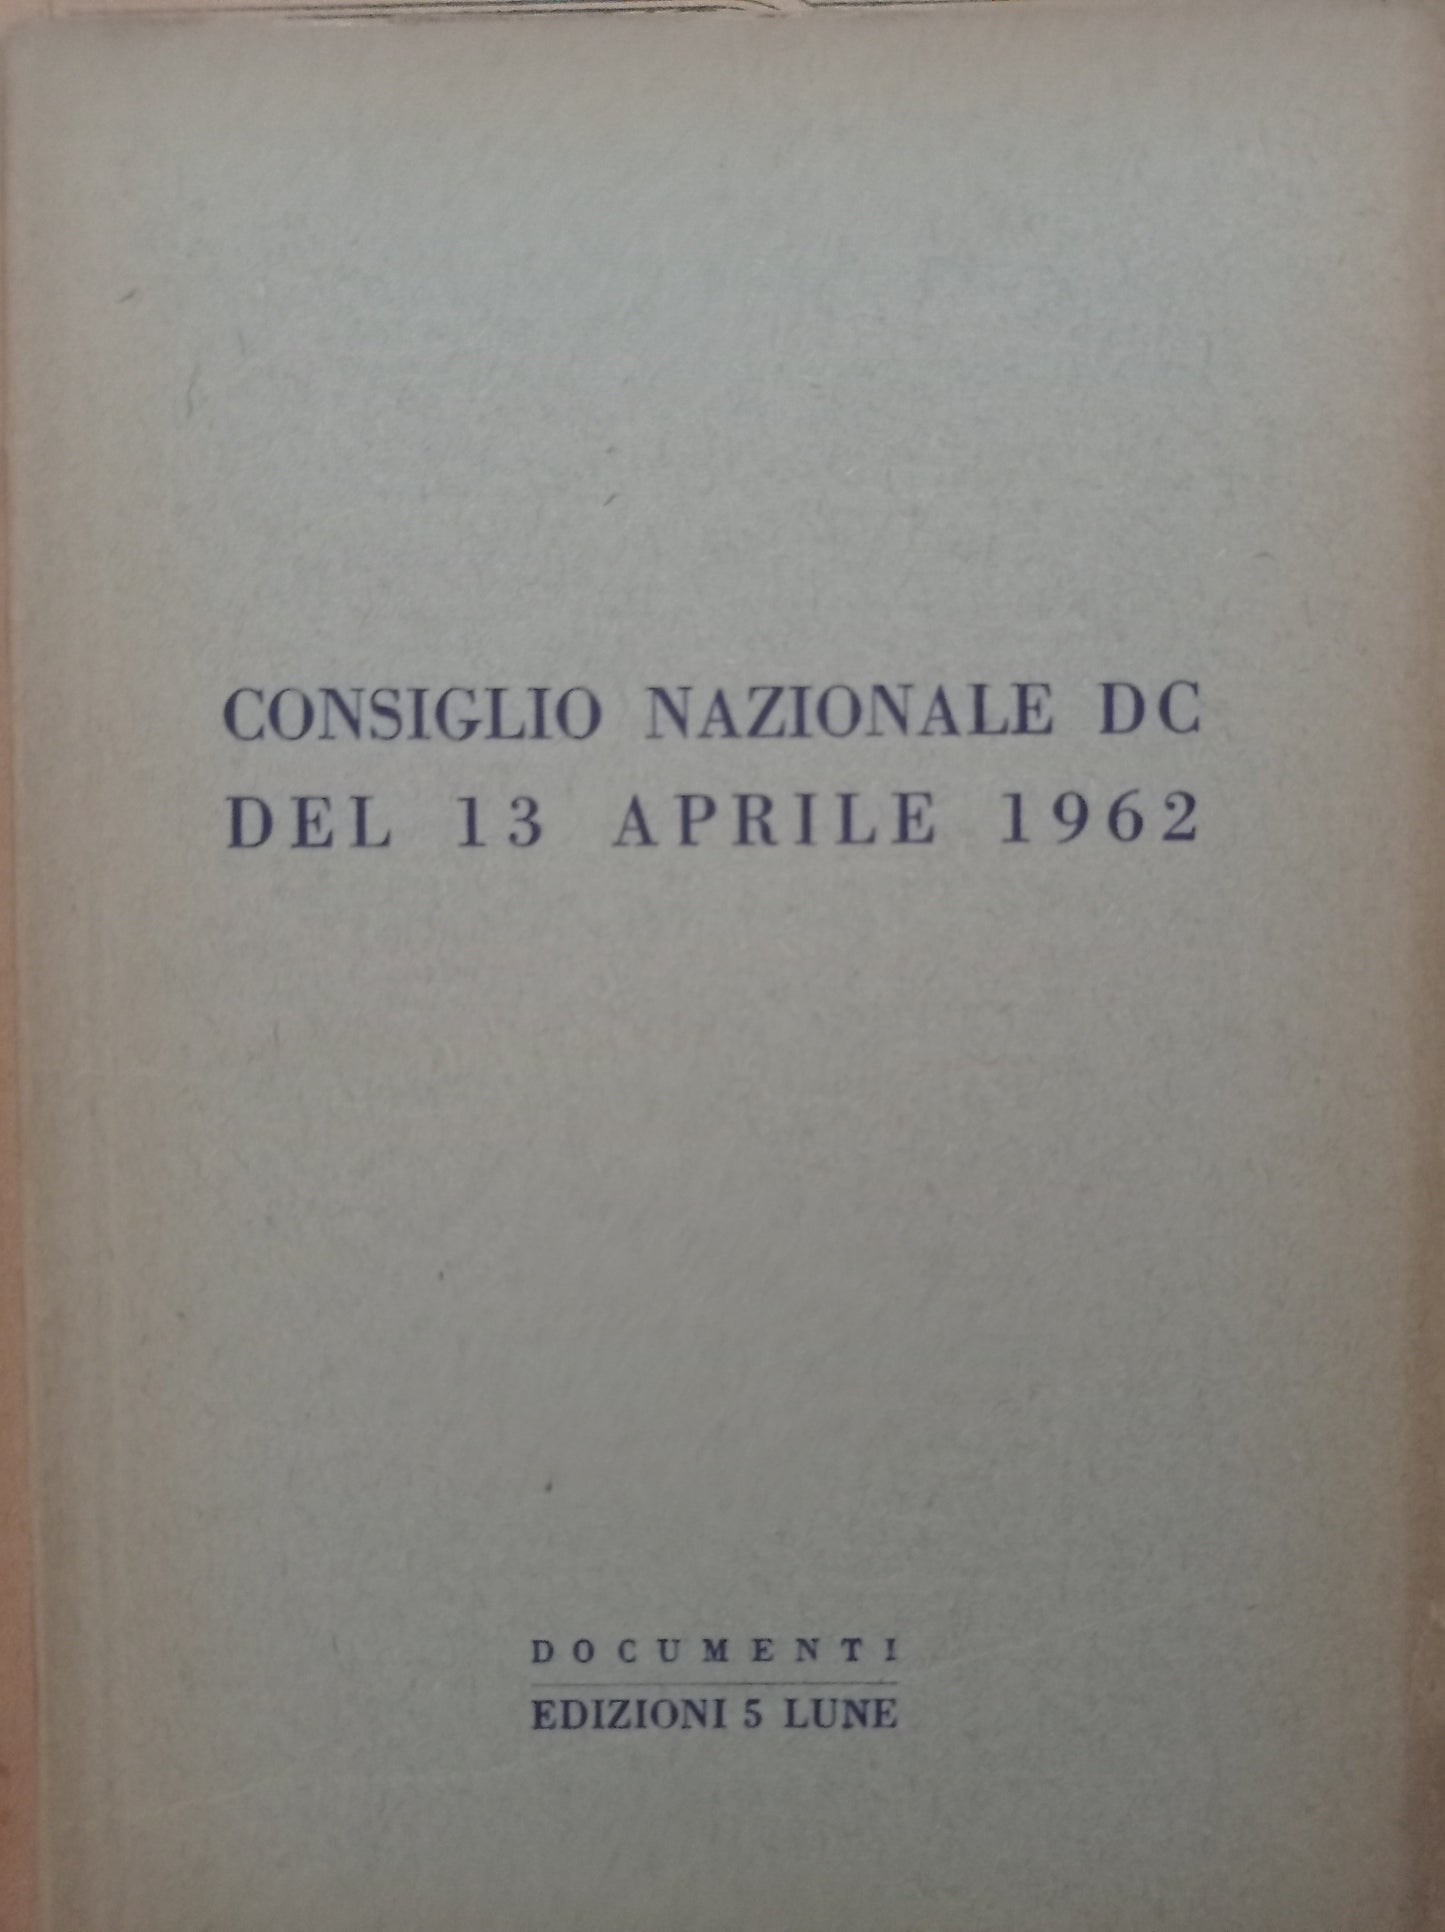 CONSIGLIO NAZIONALE DC
DEL 13 APRILE 1962
DOCUMENTI
EDIZIONI 5 LUNE